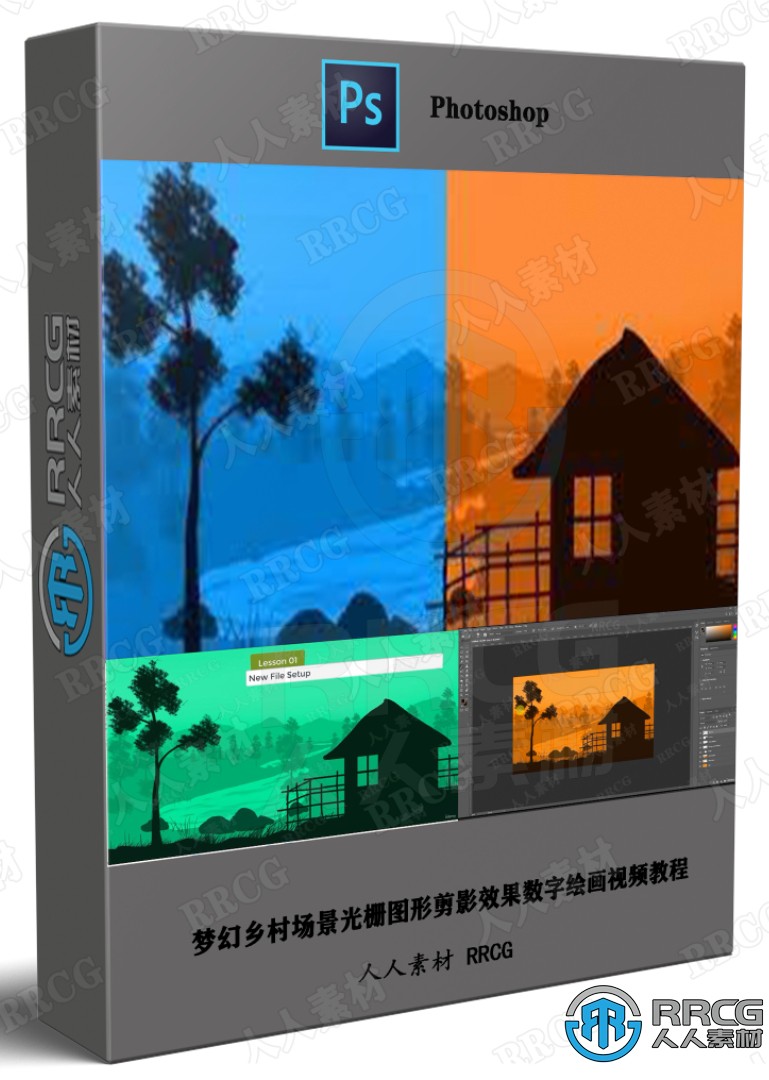 Ps
Photoshop
RRCG
人人素材
Lesson 01
New File Setup
梦幻乡村场景光栅图形剪影效果数字绘画视频教程
人人素材 RRCG
RRCG
人人素材